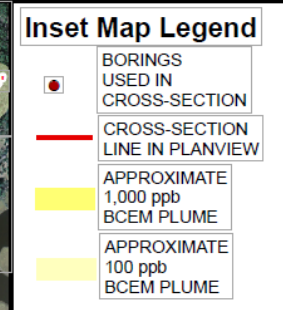 Inset Map Legend
BORINGS
USED IN
CROSS-SECTION
CROSS-SECTION
LINE IN PLANVIEW
APPROXIMATE
1,000 ppb
BCEM PLUME
APPROXIMATE
100 ppb
BCEM PLUME